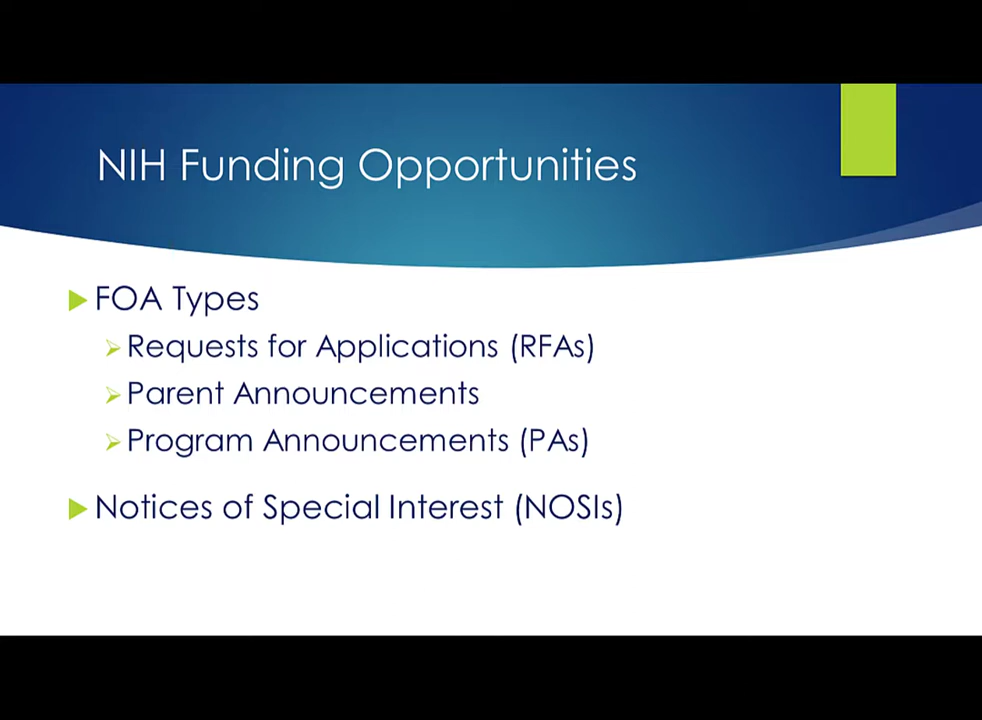 NIH Funding Opportunities
FOA Types
Requests for Applications (RFAs)
Parent Announcements
Program Announcements (PAs)
Notices of Special Interest (NOSIs)